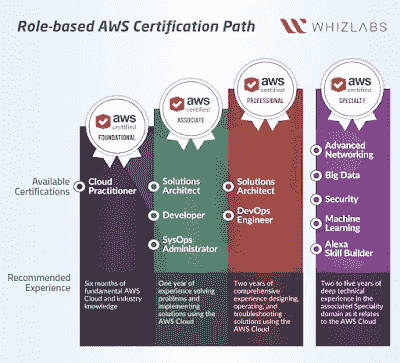 Role-based AWS Certification Path
WHIZLABS
aws
certified
FOUNDATIONAL
aws
certified
ASSOCIATE
aws
certified
PROFESSIONAL
aws
certified
SPECIALTY
Available
Certifications
Cloud
Practitioner
Solutions
Architect
Developer
SysOps
Administrator
Solutions
Architect
DevOps
Engineer
Advanced
Networking
Big Data
Security
Machine
Learning
Alexa
Skill Builder
Recommended
Experience
Six months of
fundamental AWS
Cloud and industry
knowledge
One year of
experience solving
problems and
implementing
solutions using the
AWS Cloud
Two years of
comprehensive
experience designing,
operating, and
troubleshooting
solutions using the
AWS Cloud
Two to five years of
deep technical
experience in the
associated Specialty
domain as it relates
to the AWS Cloud